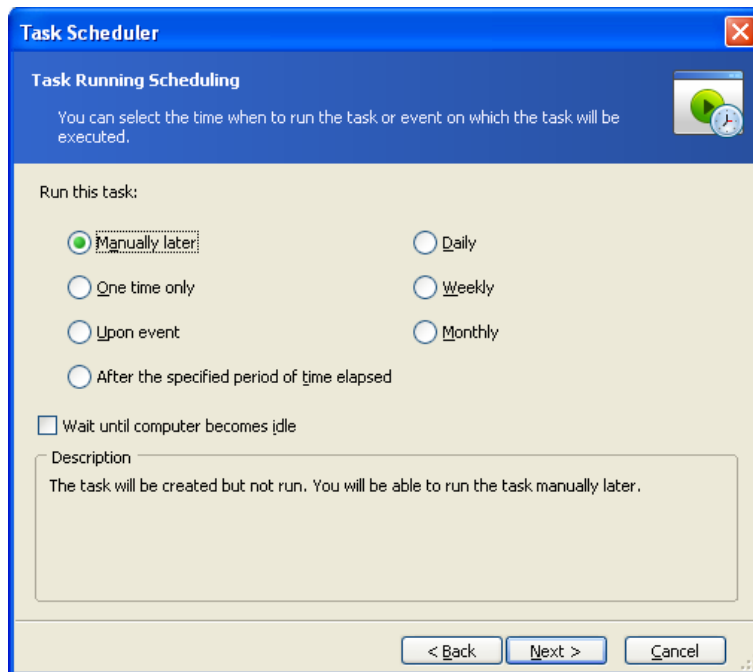 Task Scheduler
Task Running Scheduling
You can select the time when to run the task or event on which the task will be
executed.
Run this task:
Manually later
Daily
One time only
Weekly
Upon event
Monthly
After the specified period of time elapsed
Wait until computer becomes idle
Description
The task will be created but not run. You will be able to run the task manually later.
< Back
Next >
Cancel